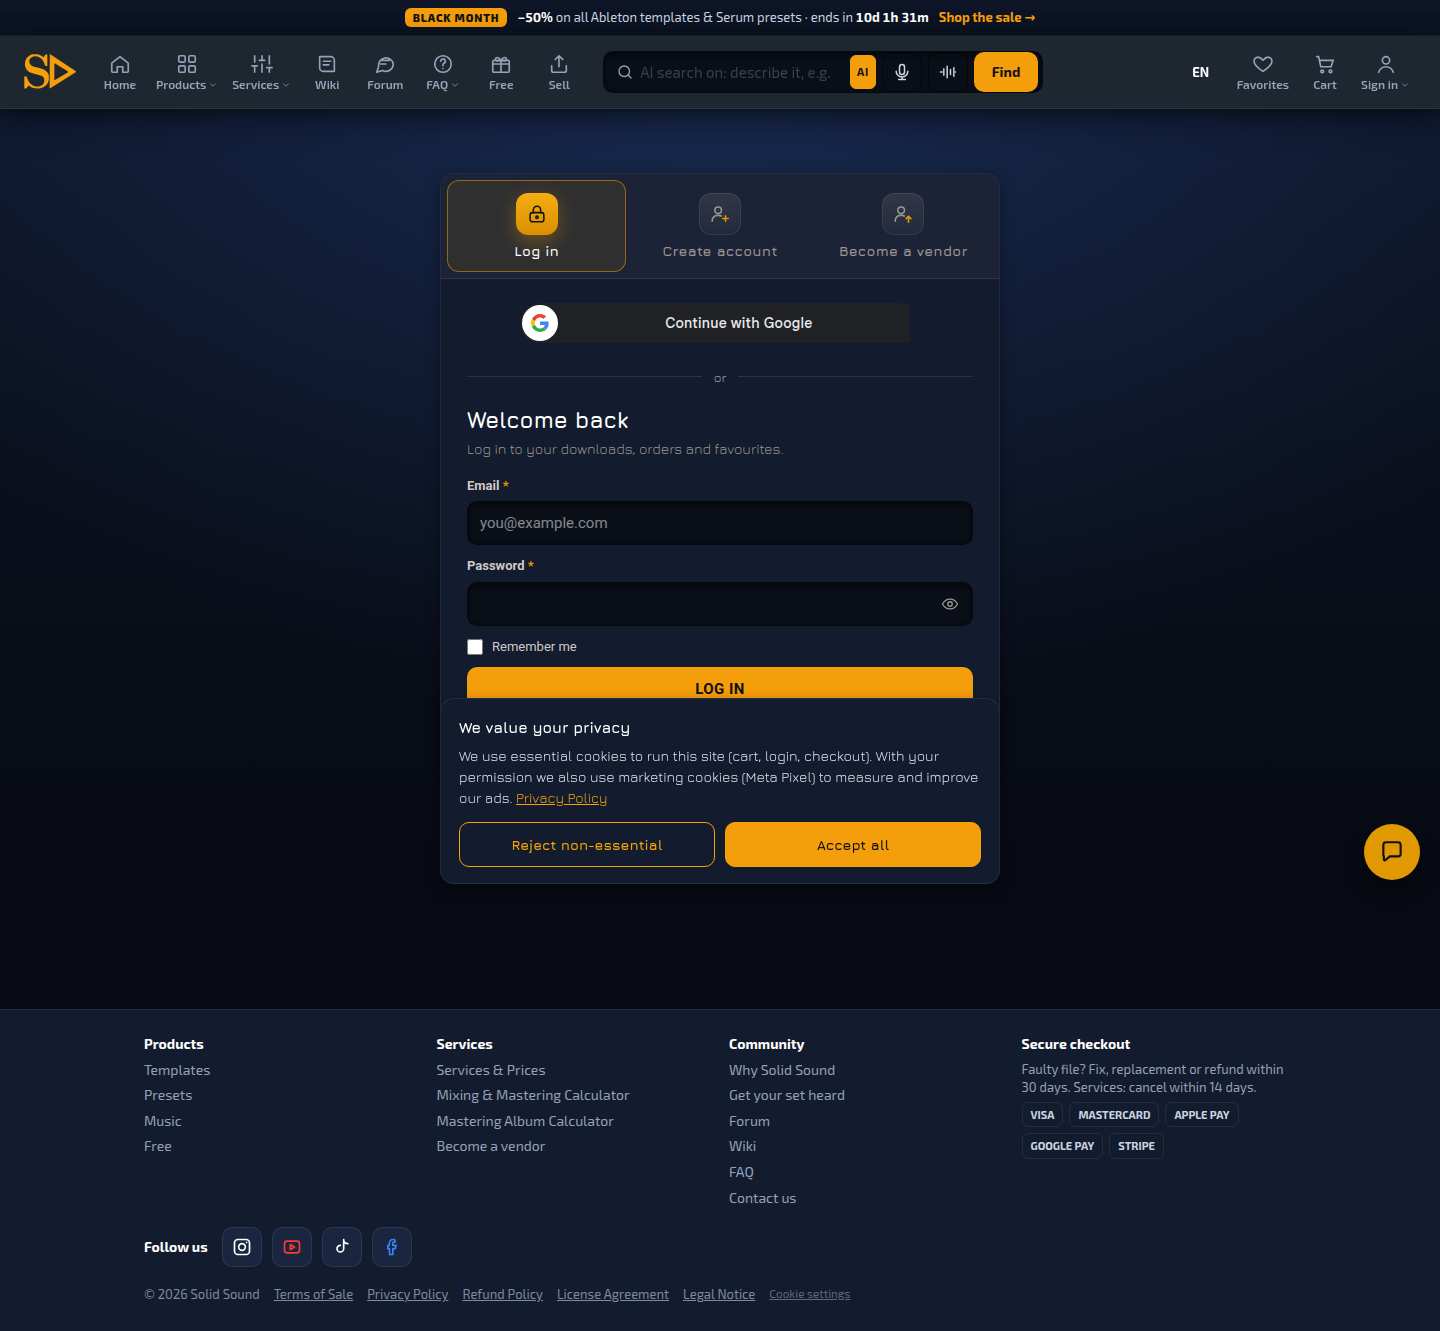 BLACK MONTH −50% on all Ableton templates & Serum presets · ends in 10d 1h 31m Shop the sale →
Home
Products
Services
Wiki
Forum
FAQ
Free
Sell
AI search on: describe it, e.g.
AI
Find
EN
Favorites
Cart
Sign in
Log in
Create account
Become a vendor
Continue with Google
or
Welcome back
Log in to your downloads, orders and favourites.
Email *
you@example.com
Password *
Remember me
LOG IN
We value your privacy
We use essential cookies to run this site (cart, login, checkout). With your
permission we also use marketing cookies (Meta Pixel) to measure and improve
our ads. Privacy Policy
Reject non-essential
Accept all
Products
Templates
Presets
Music
Free
Services
Services & Prices
Mixing & Mastering Calculator
Mastering Album Calculator
Become a vendor
Community
Why Solid Sound
Get your set heard
Forum
Wiki
FAQ
Contact us
Secure checkout
Faulty file? Fix, replacement or refund within
30 days. Services: cancel within 14 days.
VISA MASTERCARD APPLE PAY
GOOGLE PAY STRIPE
Follow us
© 2026 Solid Sound Terms of Sale Privacy Policy Refund Policy License Agreement Legal Notice Cookie settings